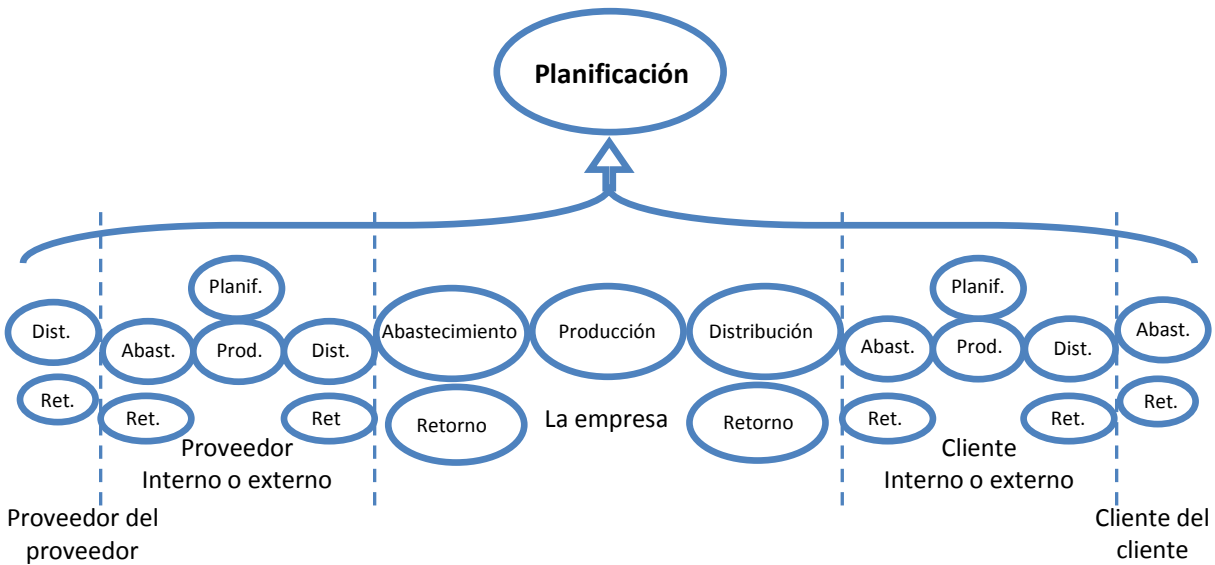 Planificación
Planif.
Planif.
Dist.
Abast.
Prod.
Dist.
Abastecimiento
Producción
Distribución
Abast.
Prod.
Dist.
Abast.
Ret.
Ret.
Ret
Retorno
La empresa
Retorno
Ret.
Ret.
Ret.
Proveedor
Interno o externo
Cliente
Interno o externo
Proveedor del
proveedor
Cliente del
cliente